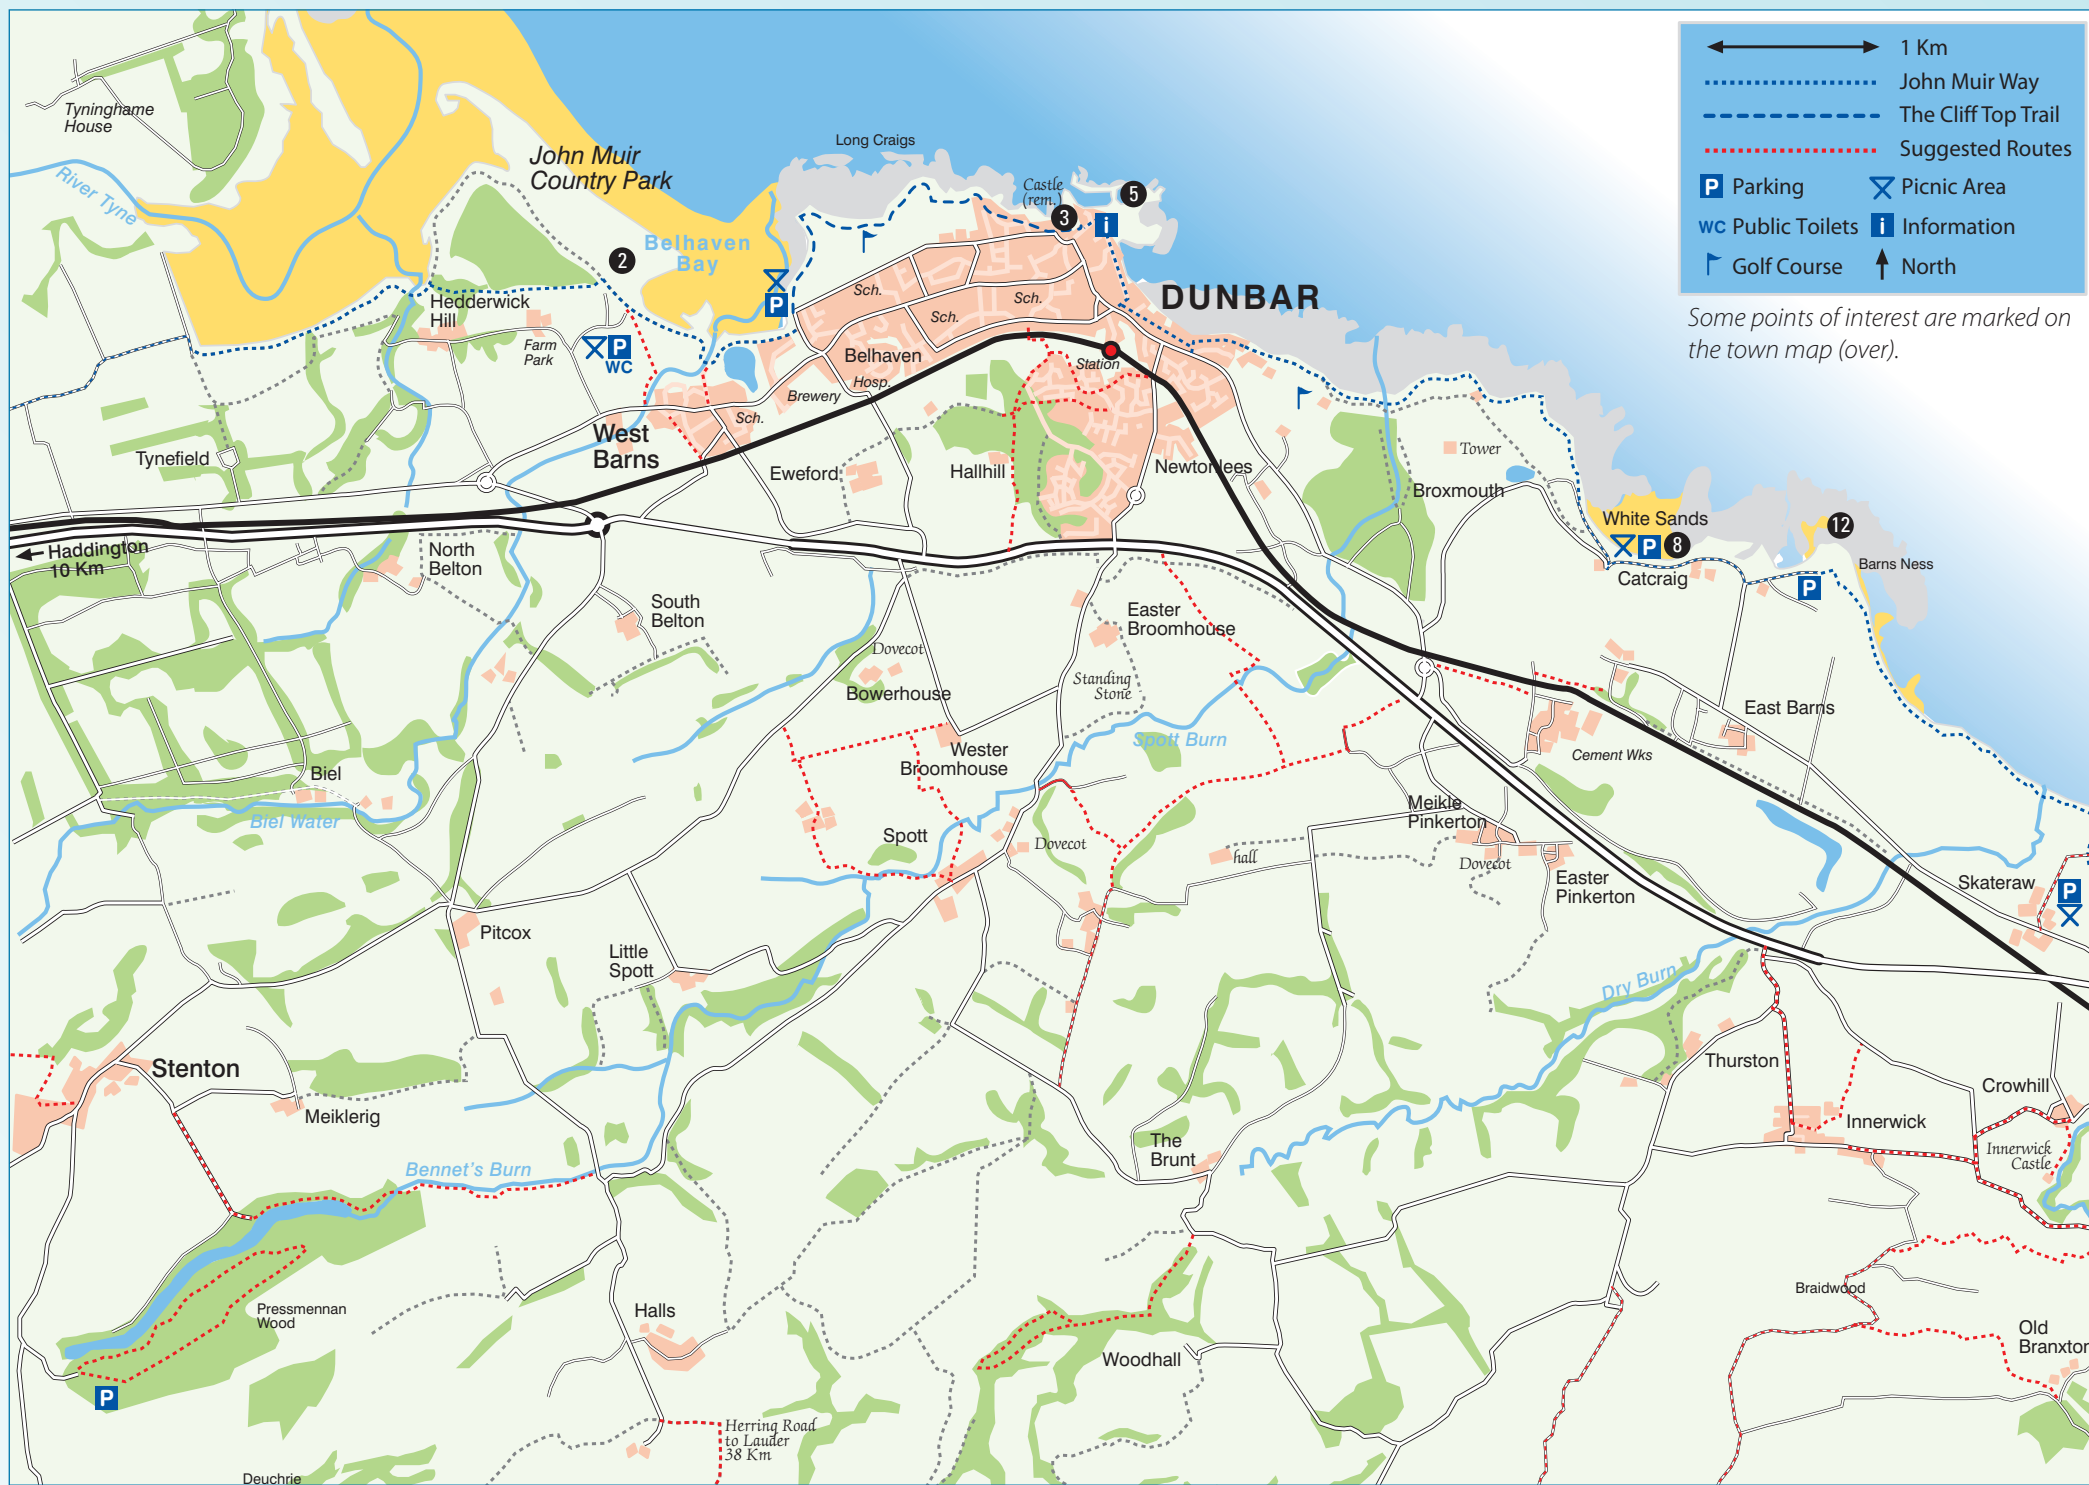 1 Km
John Muir Way
The Cliff Top Trail
Suggested Routes
P Parking
Picnic Area
WC Public Toilets
i Information
Golf Course
North
Some points of interest are marked on
the town map (over).
Tyninghame
House
River Tyne
John Muir
Country Park
Long Craigs
Castle
(rem.)
3
5
i
2
Belhaven
Bay
P
Hedderwick
Hill
Farm
Park
P
WC
Sch.
Sch.
Sch.
DUNBAR
Belhaven
Hosp.
Station
Brewery
Sch.
West
Barns
Tynefield
Eweford
Hallhill
Newtonlees
Tower
Broxmouth
White Sands
P
8
12
Catcraig
P
Barns Ness
Haddington
10 Km
North
Belton
South
Belton
Easter
Broomhouse
Dovecot
Bowerhouse
Standing
Stone
Spott Burn
Wester
Broomhouse
East Barns
Cement Wks
Biel
Biel Water
Spott
Dovecot
hall
Meikle
Pinkerton
Dovecot
Easter
Pinkerton
Skateraw
P
Pitcox
Little
Spott
Dry Burn
Stenton
Meiklerig
Thurston
Crowhill
Innerwick
Innerwick
Castle
The
Brunt
Bennet's Burn
Pressmennan
Wood
P
Halls
Woodhall
Braidwood
Old
Branxton
Herring Road
to Lauder
38 Km
Deuchrie